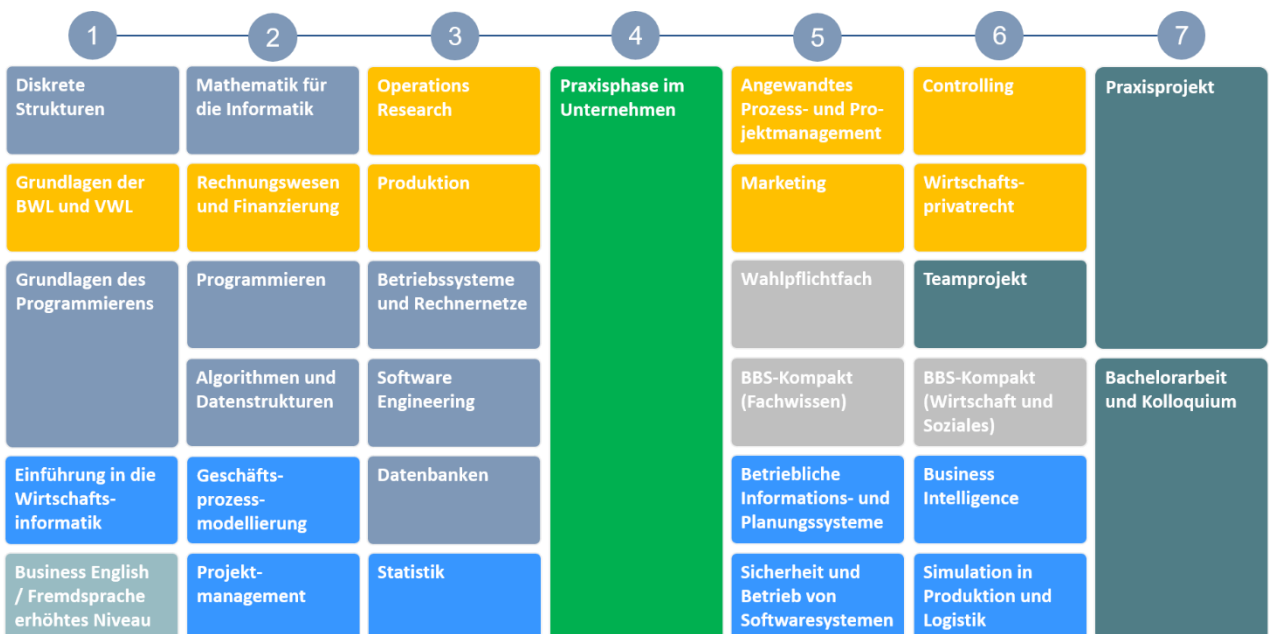 1
2
3
4
5
6
7
Diskrete
Strukturen
Mathematik für
die Informatik
Operations
Research
Praxisphase im
Unternehmen
Angewandtes
Prozess- und Pro-
jektmanagement
Controlling
Praxisprojekt
Grundlagen der
BWL und VWL
Rechnungswesen
und Finanzierung
Produktion
Marketing
Wirtschafts-
privatrecht
Grundlagen des
Programmierens
Programmieren
Betriebssysteme
und Rechnernetze
Wahlpflichtfach
Teamprojekt
Algorithmen und
Datenstrukturen
Software
Engineering
BBS-Kompakt
(Fachwissen)
BBS-Kompakt
(Wirtschaft und
Soziales)
Bachelorarbeit
und Kolloquium
Einführung in die
Wirtschafts-
informatik
Geschäfts-
prozess-
modellierung
Datenbanken
Betriebliche
Informations- und
Planungssysteme
Business
Intelligence
Business English
/ Fremdsprache
erhöhtes Niveau
Projekt-
management
Statistik
Sicherheit und
Betrieb von
Softwaresystemen
Simulation in
Produktion und
Logistik